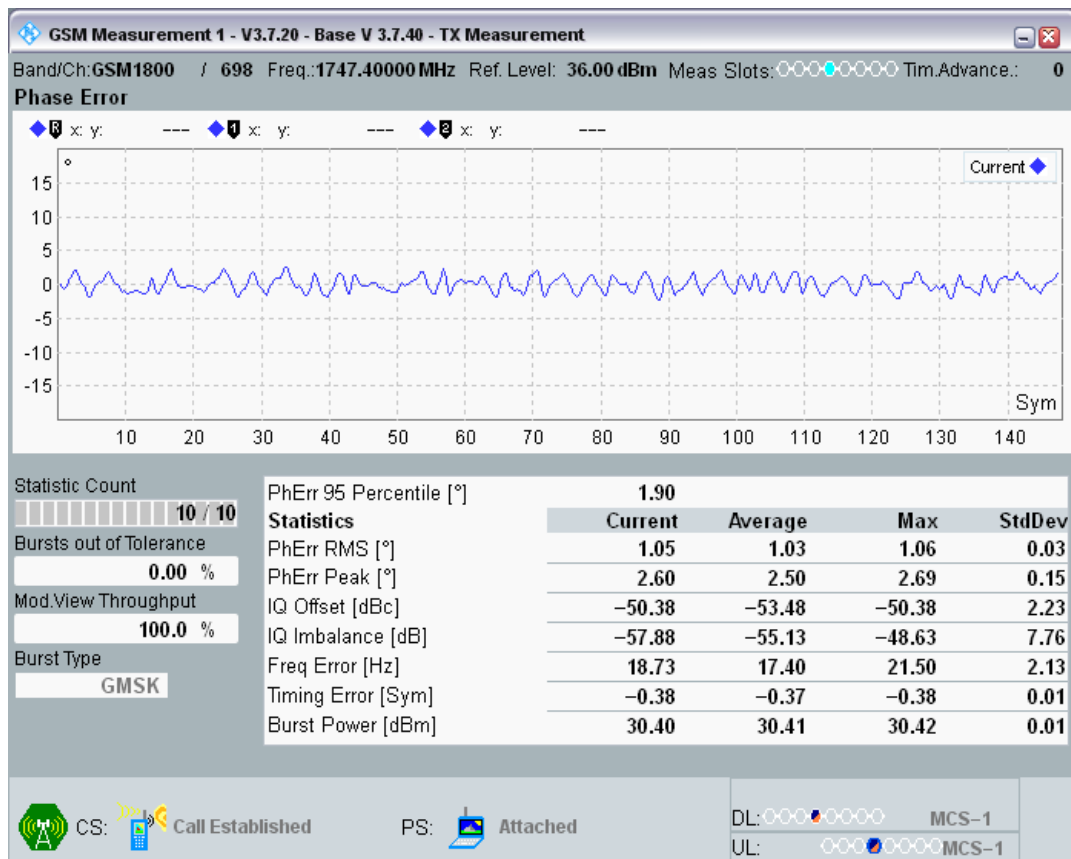 GSM Measurement 1 - V3.7.20 - Base V 3.7.40 - TX Measurement
Band/Ch:GSM1800 / 698 Freq.:1747.40000 MHz Ref. Level: 36.00 dBm Meas Slots: Tim.Advance.: 0
Phase Error
R x: y: --- 1 x: y: --- 2 x: y: ---
°
Current
15
10
5
0
-5
-10
-15
Sym
10 20 30 40 50 60 70 80 90 100 110 120 130 140
Statistic Count
10 / 10
Bursts out of Tolerance
0.00 %
Mod.View Throughput
100.0 %
Burst Type
GMSK
PhErr 95 Percentile [°] 1.90
Statistics Current Average Max StdDev
PhErr RMS [°] 1.05 1.03 1.06 0.03
PhErr Peak [°] 2.60 2.50 2.69 0.15
IQ Offset [dBc] −50.38 −53.48 −50.38 2.23
IQ Imbalance [dB] −57.88 −55.13 −48.63 7.76
Freq Error [Hz] 18.73 17.40 21.50 2.13
Timing Error [Sym] −0.38 −0.37 −0.38 0.01
Burst Power [dBm] 30.40 30.41 30.42 0.01
CS: Call Established PS: Attached
DL: MCS−1
UL: MCS−1